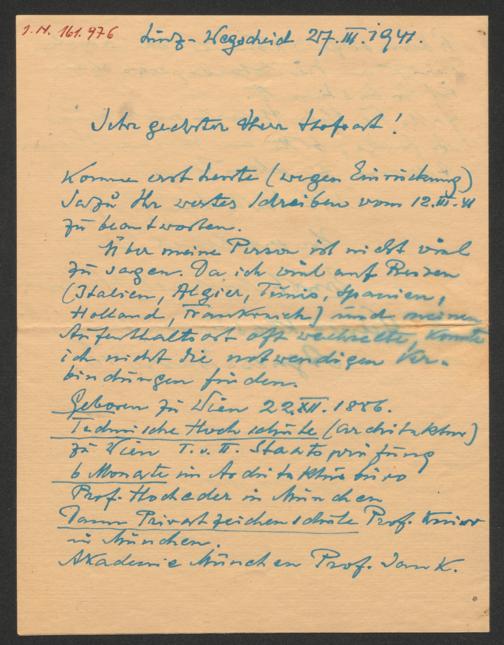 J.N. 161.976
Linz-Wegscheid 27.III.1941.
Sehr geehrter Herr Hofrat!
Komme erst heute (wegen Einrückung)
dazu Ihr wertes Schreiben vom 12.III.41
zu beantworten.
Über meine Person ist nicht viel
zu sagen. Da ich viel auf Reisen
(Italien, Algier, Tunis, Spanien,
Holland, Frankreich) und meinen
Aufenthaltsort oft wechselte, konnte
ich nicht die notwendigen Ver-
bindungen finden.
Geboren zu Wien 22.XII.1886.
Technische Hochschule (Architektur)
zu Wien I. u. II. Staatsprüfung
6 Monate im Architekturbüro
Prof. Hocheder in München
Dann Privatzeichenschule Prof. Knirr
in München.
Akademie München Prof. Jank.